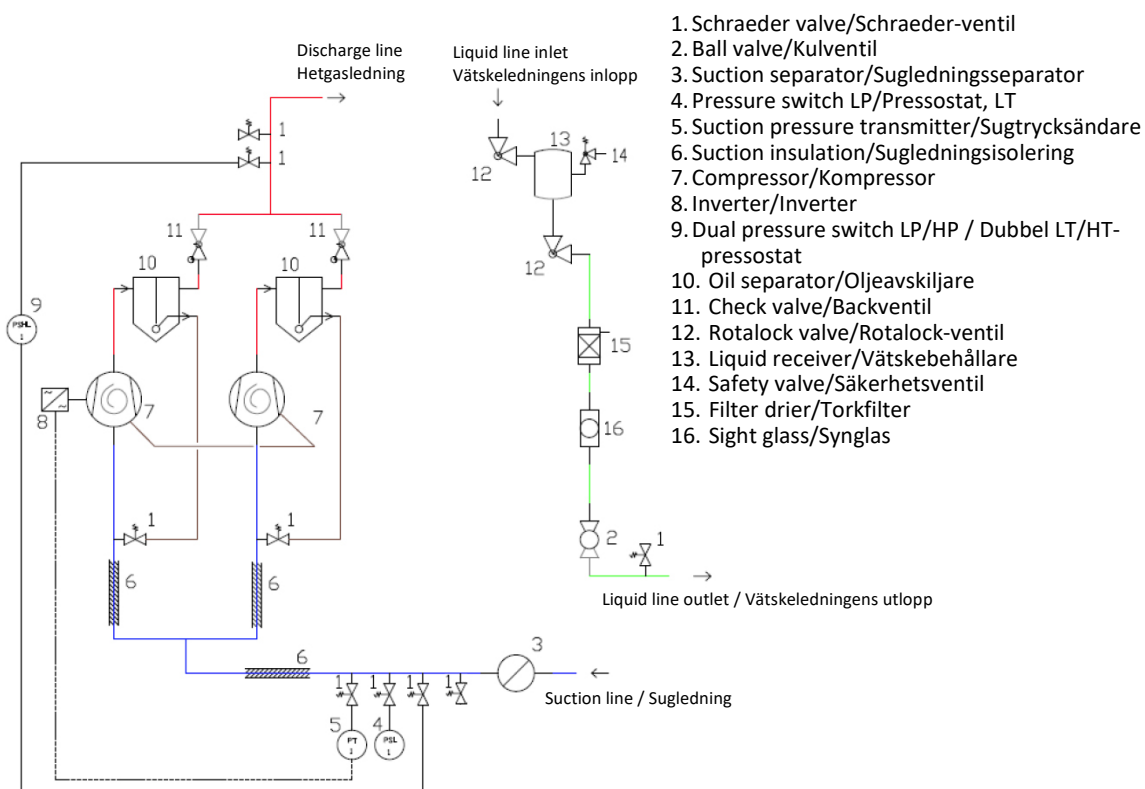 Discharge line
Hetgasledning
Liquid line inlet
Vätskeledningens inlopp
1. Schraeder valve/Schraeder-ventil
2. Ball valve/Kulventil
3. Suction separator/Sugledningsseparator
4. Pressure switch LP/Pressostat, LT
5. Suction pressure transmitter/Sugtrycksändare
6. Suction insulation/Sugledningsisolering
7. Compressor/Kompressor
8. Inverter/Inverter
9. Dual pressure switch LP/HP / Dubbel LT/HT-
pressostat
10. Oil separator/Oljeavskiljare
11. Check valve/Backventil
12. Rotalock valve/Rotalock-ventil
13. Liquid receiver/Vätskebehållare
14. Safety valve/Säkerhetsventil
15. Filter drier/Torkfilter
16. Sight glass/Synglas
1
1
13
12
14
11
11
10
10
12
9
PSHL
1
15
7
7
8
16
1
1
2
1
6
6
Liquid line outlet / Vätskeledningens utlopp
6
3
1
1
1
1
Suction line / Sugledning
5
4
PT
1
PSL
1